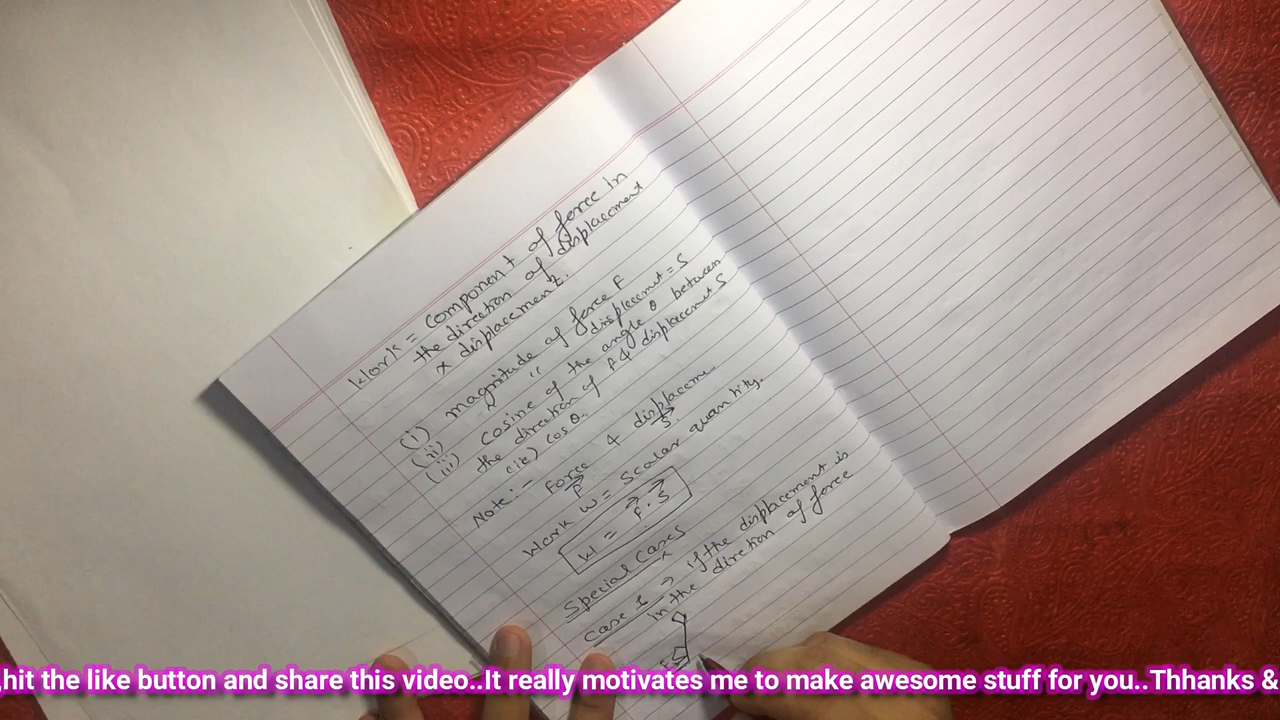 Work = component of force in
the direction of displacement
x displacement.
(i) magnitude of force F
(ii) " " displacement = S
(iii) cosine of the angle θ between
the direction of F & displacement S
(ie) cos θ.
Note:- Force & displaceme
F S.
Work W = Scalar quantity.
W = F.S
Special Cases
Case I → if the displacement is
in the direction of force
,hit the like button and share this video..It really motivates me to make awesome stuff for you..Thhanks &